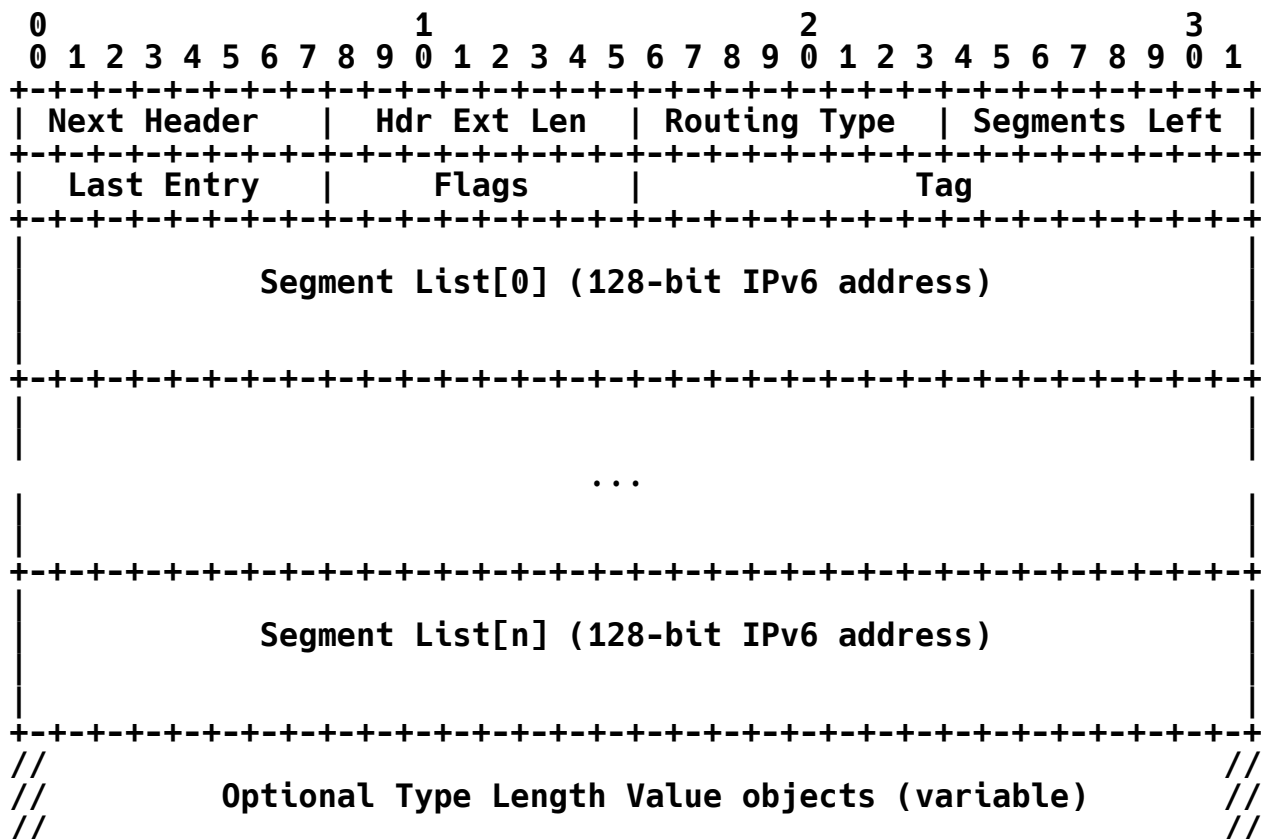 0                   1                   2                   3
 0 1 2 3 4 5 6 7 8 9 0 1 2 3 4 5 6 7 8 9 0 1 2 3 4 5 6 7 8 9 0 1
+-+-+-+-+-+-+-+-+-+-+-+-+-+-+-+-+-+-+-+-+-+-+-+-+-+-+-+-+-+-+-+-+
| Next Header   |  Hdr Ext Len  | Routing Type  | Segments Left |
+-+-+-+-+-+-+-+-+-+-+-+-+-+-+-+-+-+-+-+-+-+-+-+-+-+-+-+-+-+-+-+-+
|  Last Entry   |     Flags     |              Tag              |
+-+-+-+-+-+-+-+-+-+-+-+-+-+-+-+-+-+-+-+-+-+-+-+-+-+-+-+-+-+-+-+-+
|                                                               |
|            Segment List[0] (128-bit IPv6 address)             |
|                                                               |
|                                                               |
+-+-+-+-+-+-+-+-+-+-+-+-+-+-+-+-+-+-+-+-+-+-+-+-+-+-+-+-+-+-+-+-+
|                                                               |
|                                                               |
                              ...
|                                                               |
|                                                               |
+-+-+-+-+-+-+-+-+-+-+-+-+-+-+-+-+-+-+-+-+-+-+-+-+-+-+-+-+-+-+-+-+
|                                                               |
|            Segment List[n] (128-bit IPv6 address)             |
|                                                               |
|                                                               |
+-+-+-+-+-+-+-+-+-+-+-+-+-+-+-+-+-+-+-+-+-+-+-+-+-+-+-+-+-+-+-+-+
//                                                             //
//         Optional Type Length Value objects (variable)       //
//                                                             //